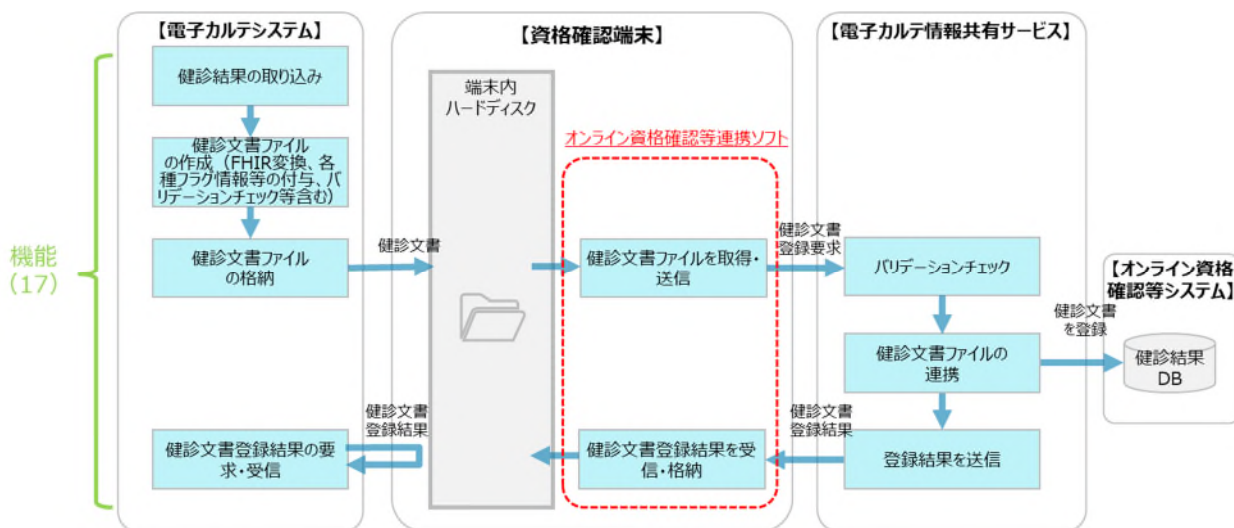 【電子カルテシステム】
健診結果の取り込み
健診文書ファイル
の作成（FHIR変換、各
種フラグ情報等の付与、バ
リデーションチェック等含む）
健診文書ファイル
の格納
健診文書登録結果の要
求・受信
機能
（17）
健診文書
健診文書
登録結果
【資格確認端末】
端末内
ハードディスク
オンライン資格確認等連携ソフト
健診文書ファイルを取得・
送信
健診文書登録結果を受
信・格納
健診文書
登録要求
健診文書
登録結果
【電子カルテ情報共有サービス】
バリデーションチェック
健診文書ファイルの
連携
登録結果を送信
健診文書
を登録
【オンライン資格
確認等システム】
健診結果
DB